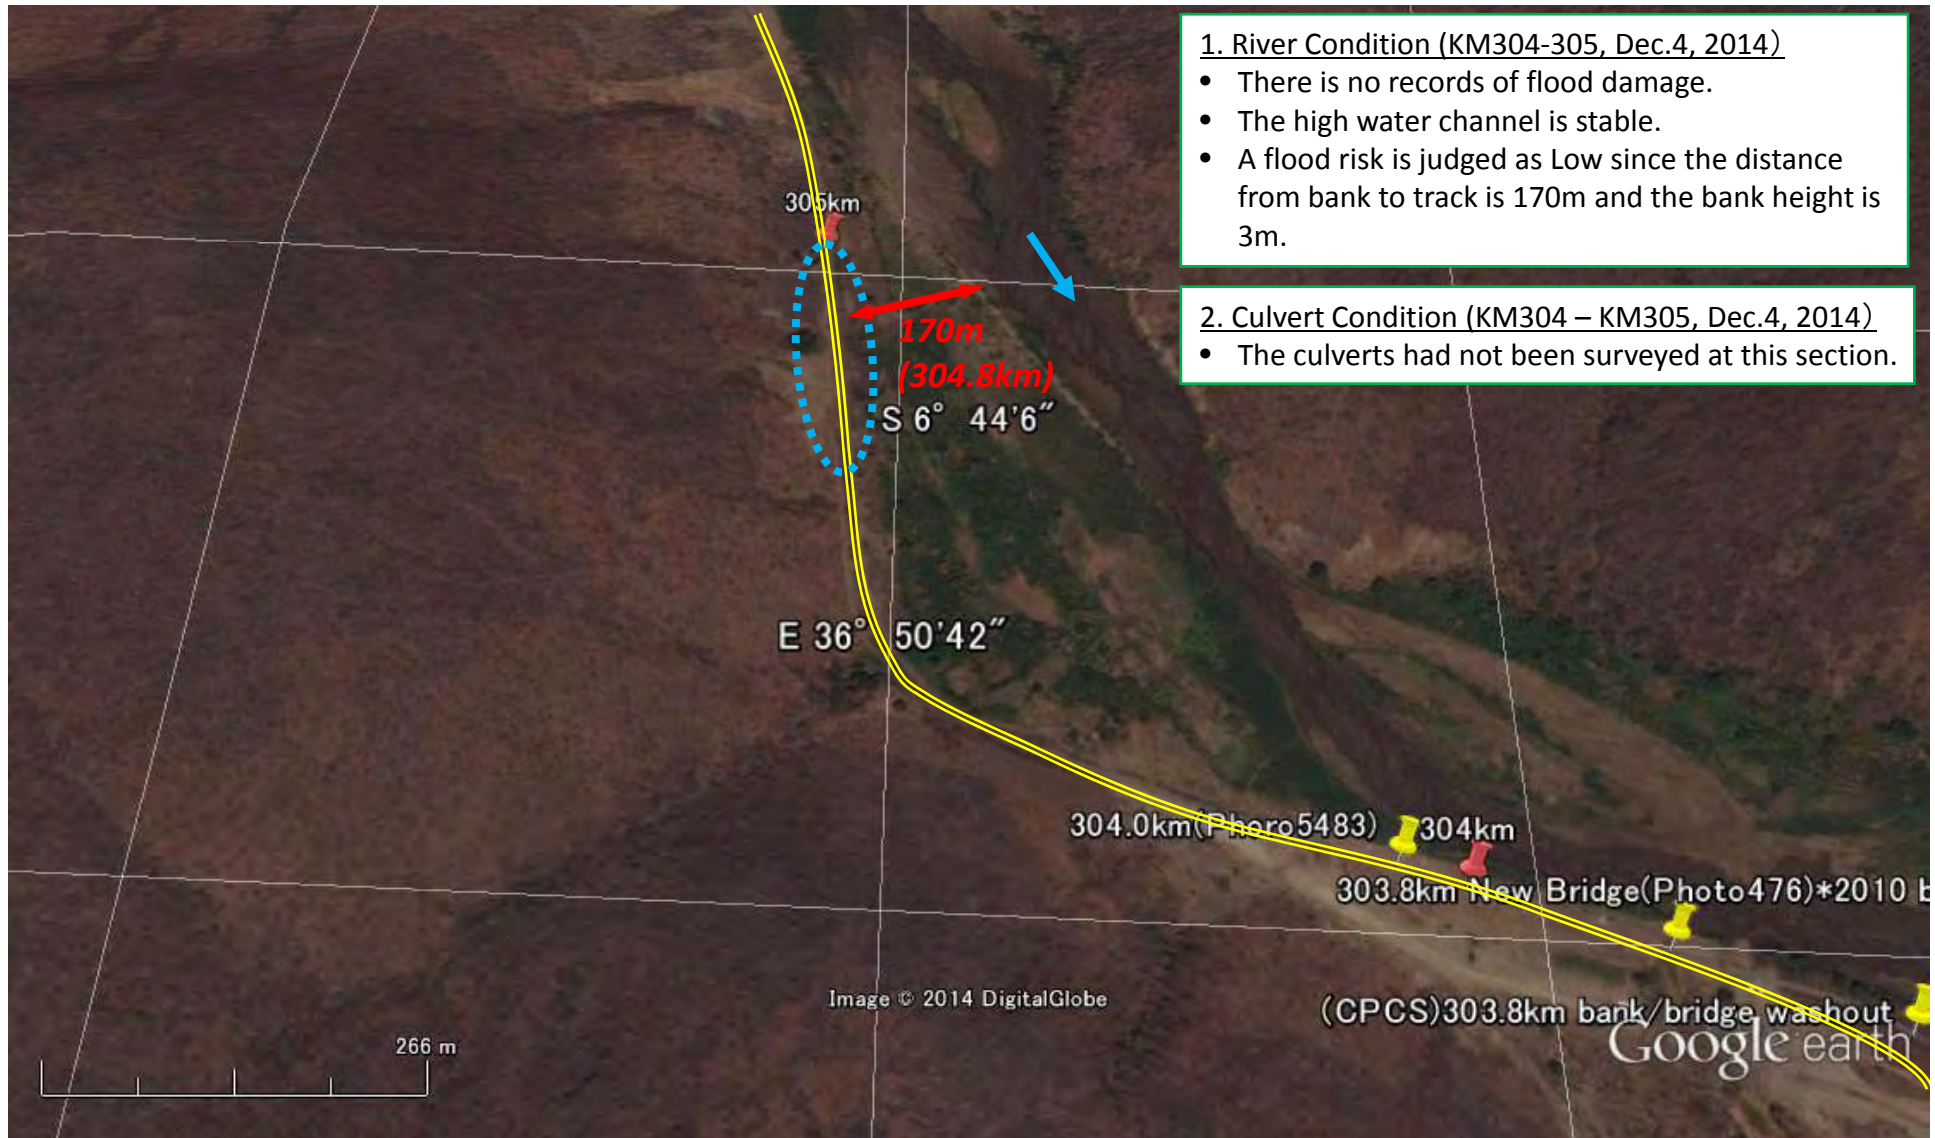 1. River Condition (KM304-305, Dec.4, 2014）
• There is no records of flood damage.
• The high water channel is stable.
• A flood risk is judged as Low since the distance
from bank to track is 170m and the bank height is
3m.
305km
2. Culvert Condition (KM304 – KM305, Dec.4, 2014）
• The culverts had not been surveyed at this section.
170m
(304.8km)
S 6° 44'6"
E 36° 50'42"
304.0km(Phoro5483)
304km
303.8km New Bridge(Photo476)*2010 b
Image © 2014 DigitalGlobe
(CPCS)303.8km bank/bridge washout
Google earth
266 m